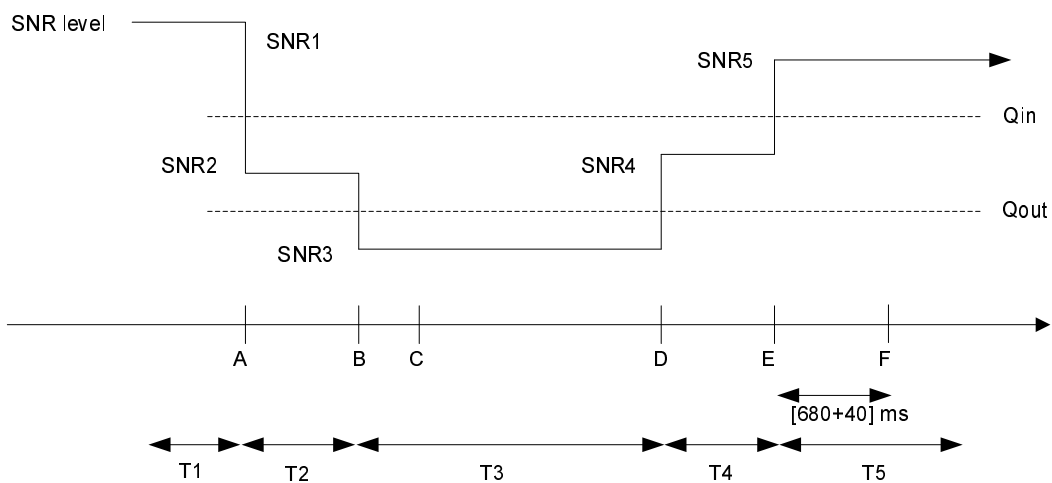 SNR level
SNR1
SNR5
Qin
SNR2
SNR4
Qout
SNR3
A B C D E F
[680+40] ms
T1 T2 T3 T4 T5